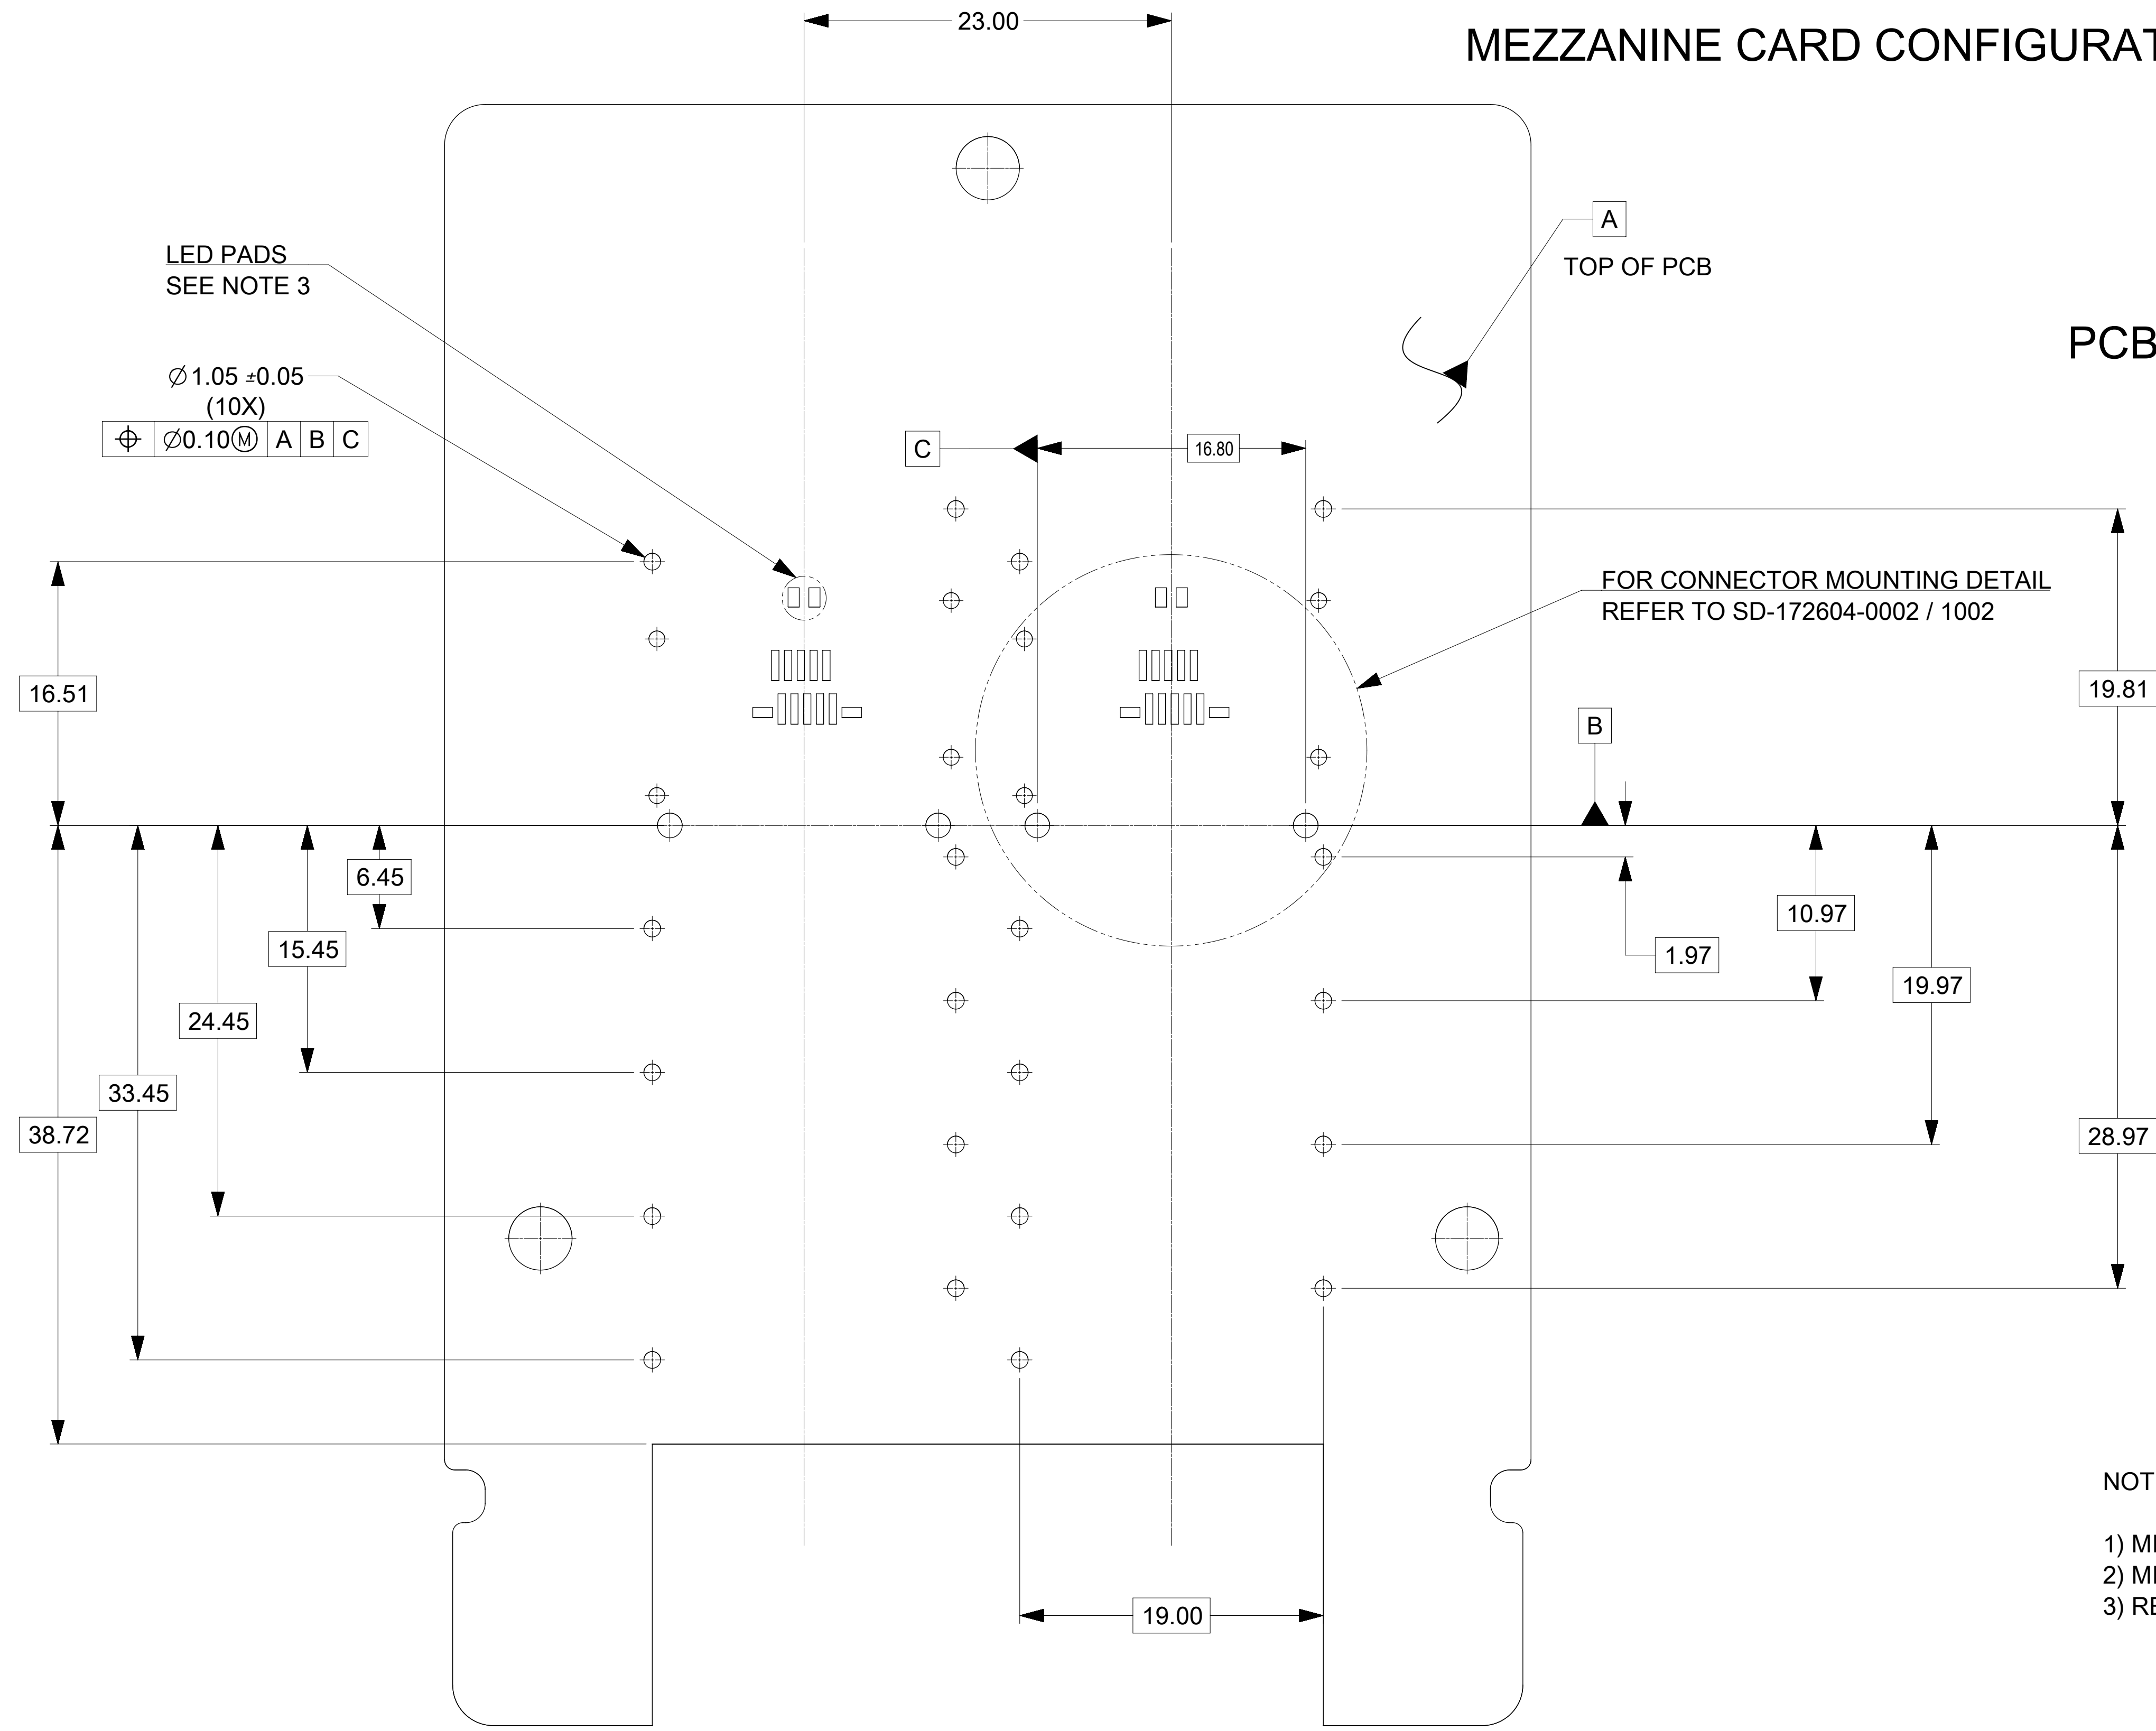 23.00
MEZZANINE CARD CONFIGURAT
A
TOP OF PCB
LED PADS
SEE NOTE 3
PCB
Ø1.05 ±0.05
(10X)
⌖ Ø0.10Ⓜ A B C
C
16.80
FOR CONNECTOR MOUNTING DETAIL
REFER TO SD-172604-0002 / 1002
16.51
19.81
B
6.45
10.97
15.45
1.97
19.97
24.45
33.45
38.72
28.97
NOT
1) M
2) M
3) RE
19.00